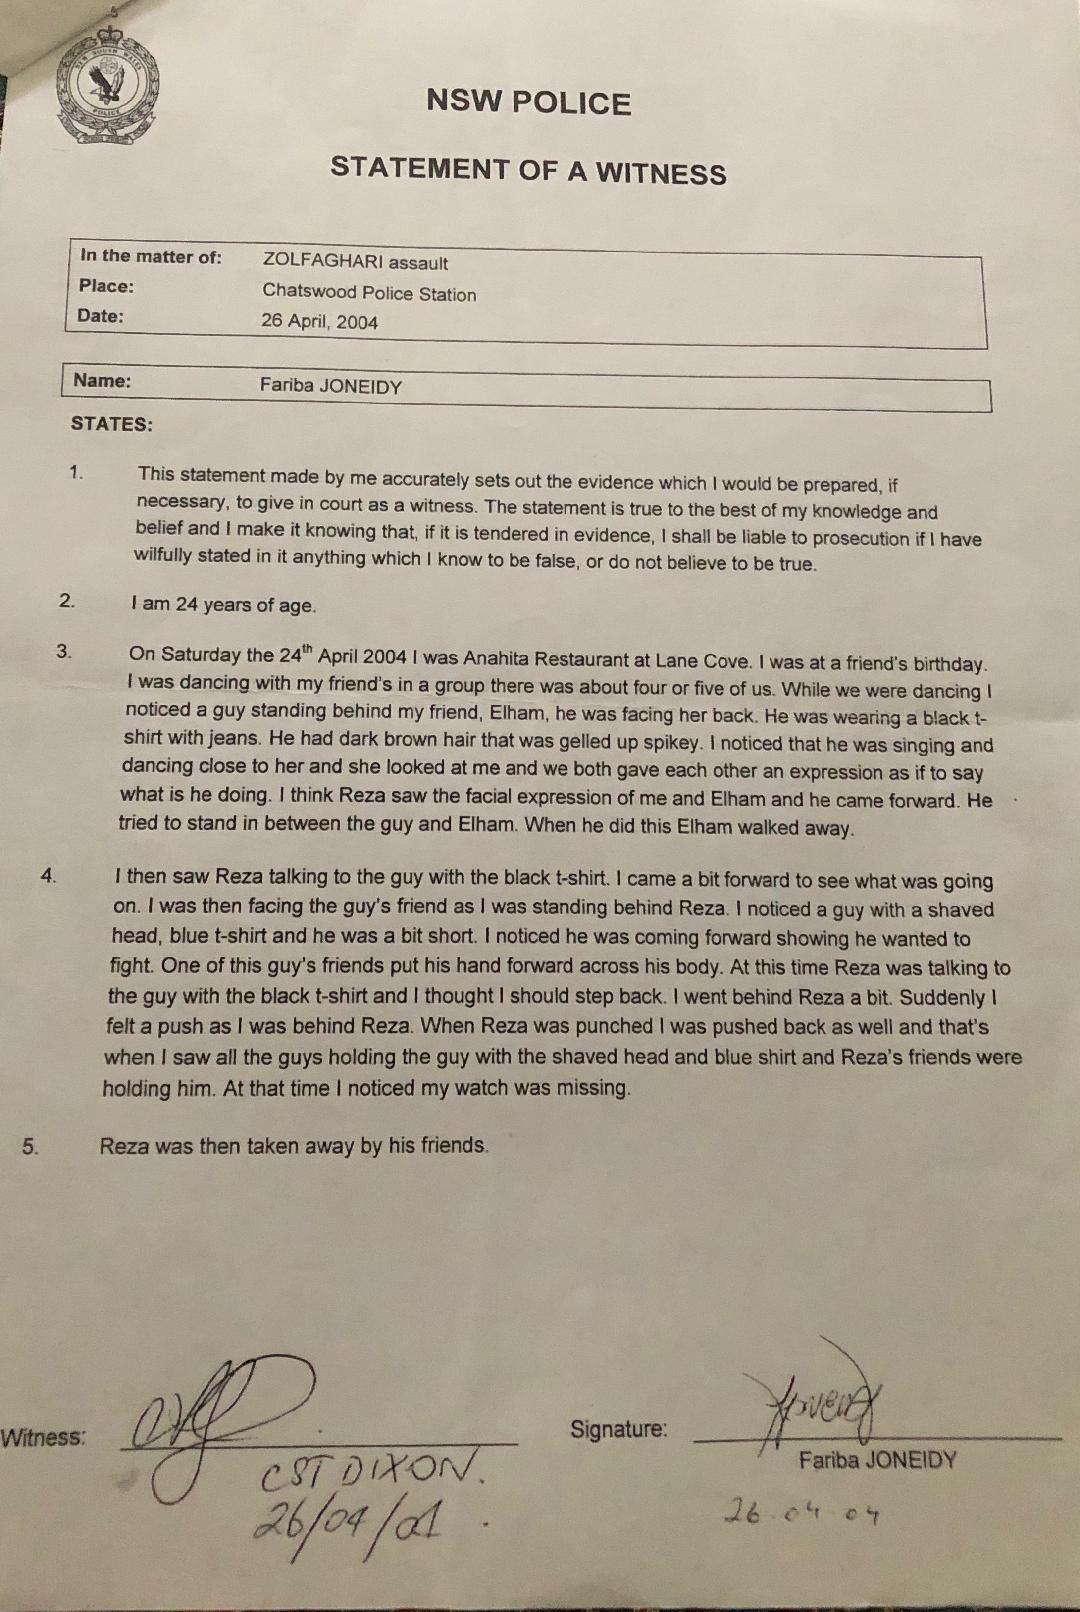 NEW SOUTH WALES
POLICE
NSW POLICE
STATEMENT OF A WITNESS
In the matter of: ZOLFAGHARI assault
Place: Chatswood Police Station
Date: 26 April, 2004
Name: Fariba JONEIDY
STATES:
1. This statement made by me accurately sets out the evidence which I would be prepared, if
necessary, to give in court as a witness. The statement is true to the best of my knowledge and
belief and I make it knowing that, if it is tendered in evidence, I shall be liable to prosecution if I have
wilfully stated in it anything which I know to be false, or do not believe to be true.
2. I am 24 years of age.
3. On Saturday the 24th April 2004 I was Anahita Restaurant at Lane Cove. I was at a friend's birthday.
I was dancing with my friend's in a group there was about four or five of us. While we were dancing I
noticed a guy standing behind my friend, Elham, he was facing her back. He was wearing a black t-
shirt with jeans. He had dark brown hair that was gelled up spikey. I noticed that he was singing and
dancing close to her and she looked at me and we both gave each other an expression as if to say
what is he doing. I think Reza saw the facial expression of me and Elham and he came forward. He
tried to stand in between the guy and Elham. When he did this Elham walked away.
4. I then saw Reza talking to the guy with the black t-shirt. I came a bit forward to see what was going
on. I was then facing the guy's friend as I was standing behind Reza. I noticed a guy with a shaved
head, blue t-shirt and he was a bit short. I noticed he was coming forward showing he wanted to
fight. One of this guy's friends put his hand forward across his body. At this time Reza was talking to
the guy with the black t-shirt and I thought I should step back. I went behind Reza a bit. Suddenly I
felt a push as I was behind Reza. When Reza was punched I was pushed back as well and that's
when I saw all the guys holding the guy with the shaved head and blue shirt and Reza's friends were
holding him. At that time I noticed my watch was missing.
5. Reza was then taken away by his friends.
Witness:
CST DIXON.
26/04/01
Signature:
Fariba JONEIDY
26.04.04